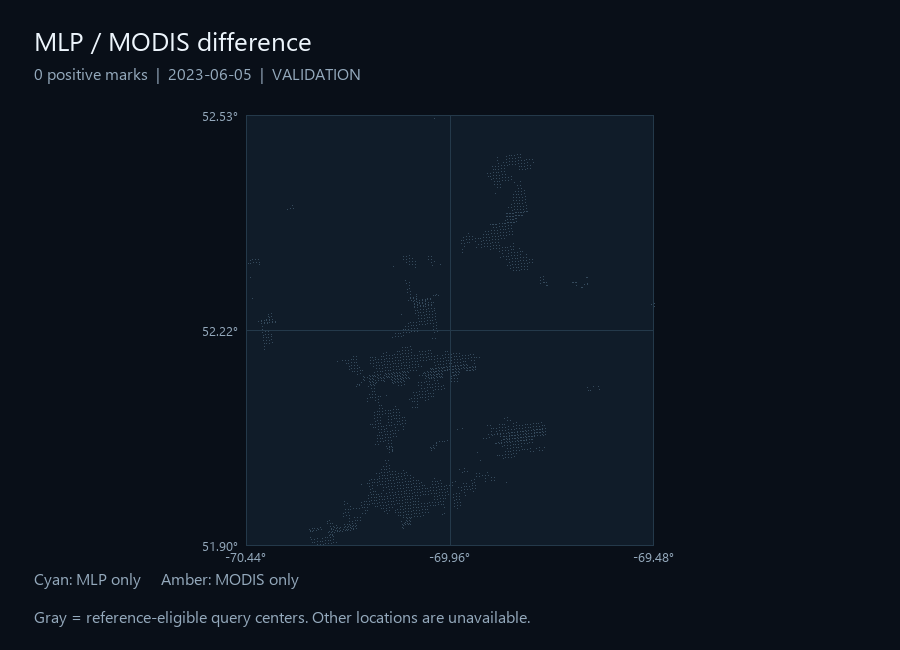 MLP / MODIS difference
0 positive marks | 2023-06-05 | VALIDATION
52.53°
52.22°
51.90°
-70.44° -69.96° -69.48°
Cyan: MLP only Amber: MODIS only
Gray = reference-eligible query centers. Other locations are unavailable.